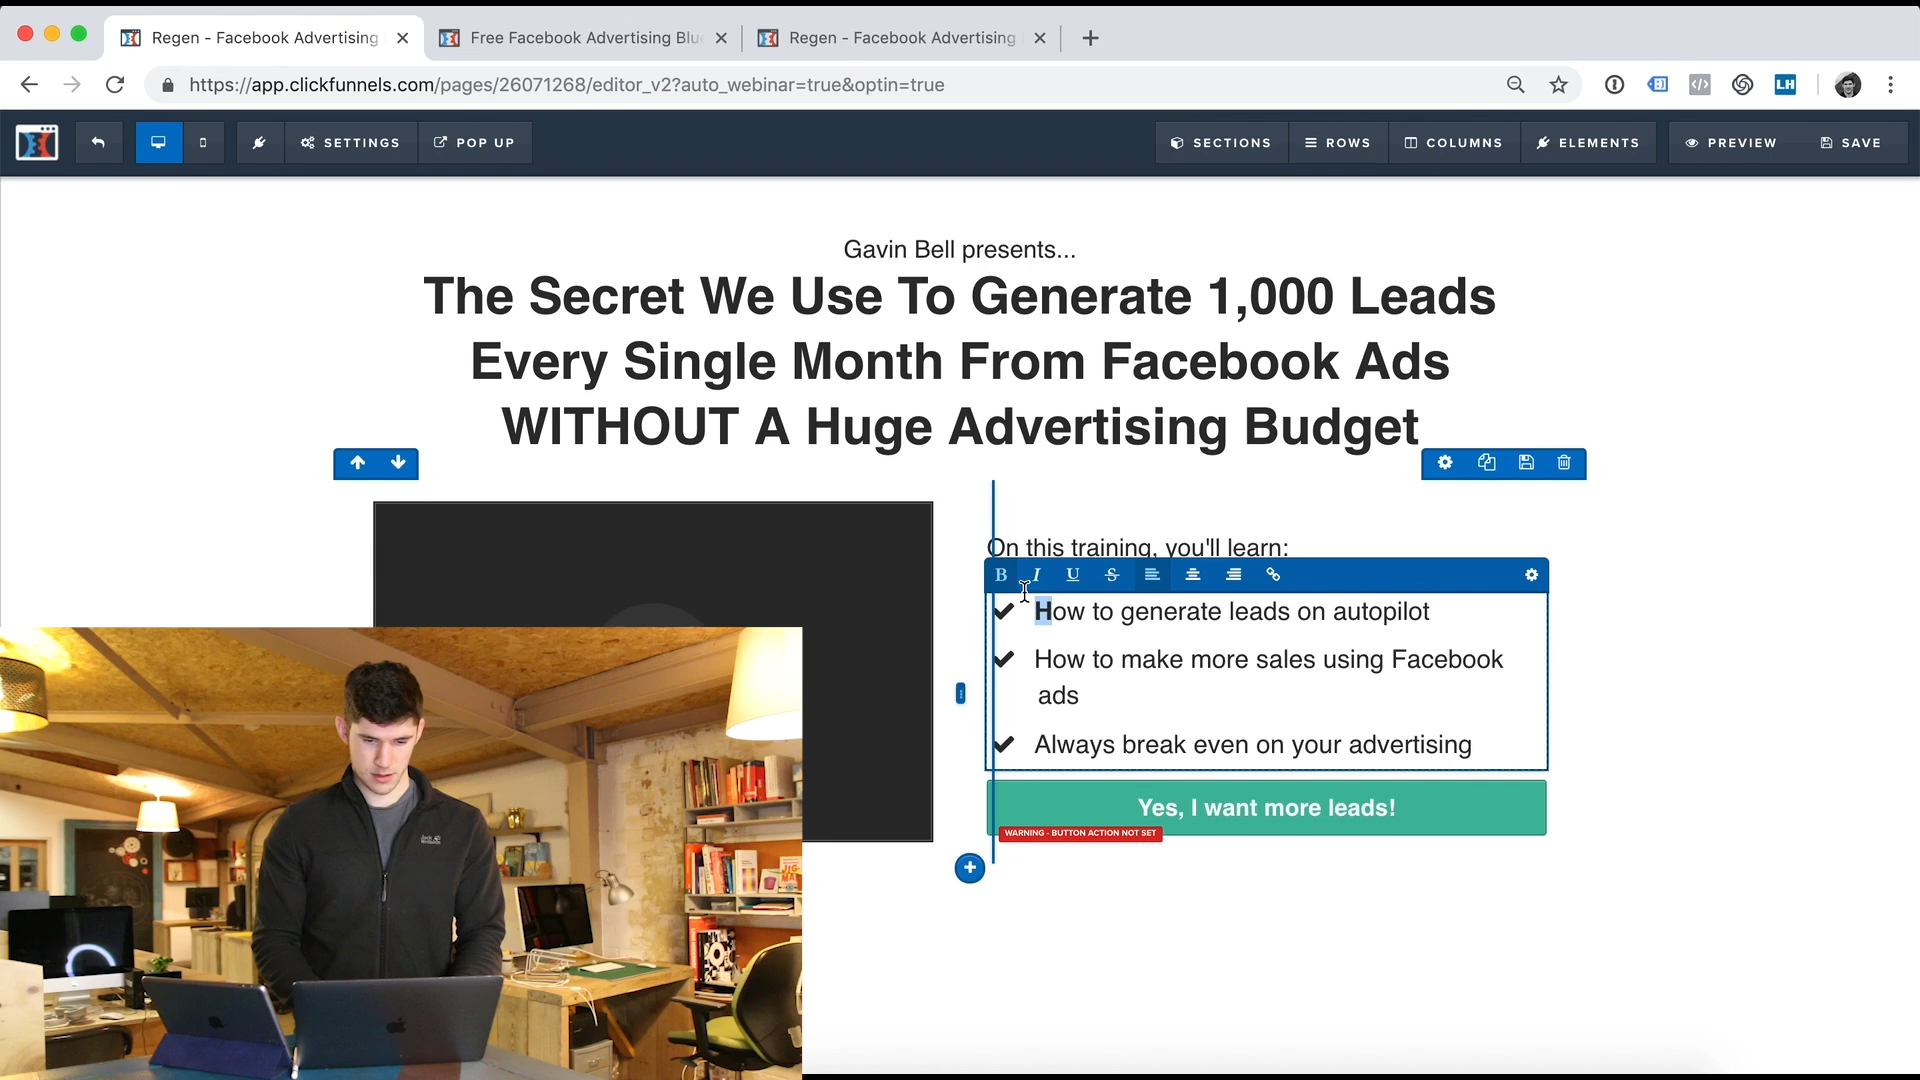 Regen - Facebook Advertising
Free Facebook Advertising Blu
Regen - Facebook Advertising
https://app.clickfunnels.com/pages/26071268/editor_v2?auto_webinar=true&optin=true
LH
SETTINGS
POP UP
SECTIONS
ROWS
COLUMNS
ELEMENTS
PREVIEW
SAVE
Gavin Bell presents...
The Secret We Use To Generate 1,000 Leads
Every Single Month From Facebook Ads
WITHOUT A Huge Advertising Budget
On this training, you'll learn:
B I U S
How to generate leads on autopilot
How to make more sales using Facebook
ads
Always break even on your advertising
Yes, I want more leads!
WARNING - BUTTON ACTION NOT SET